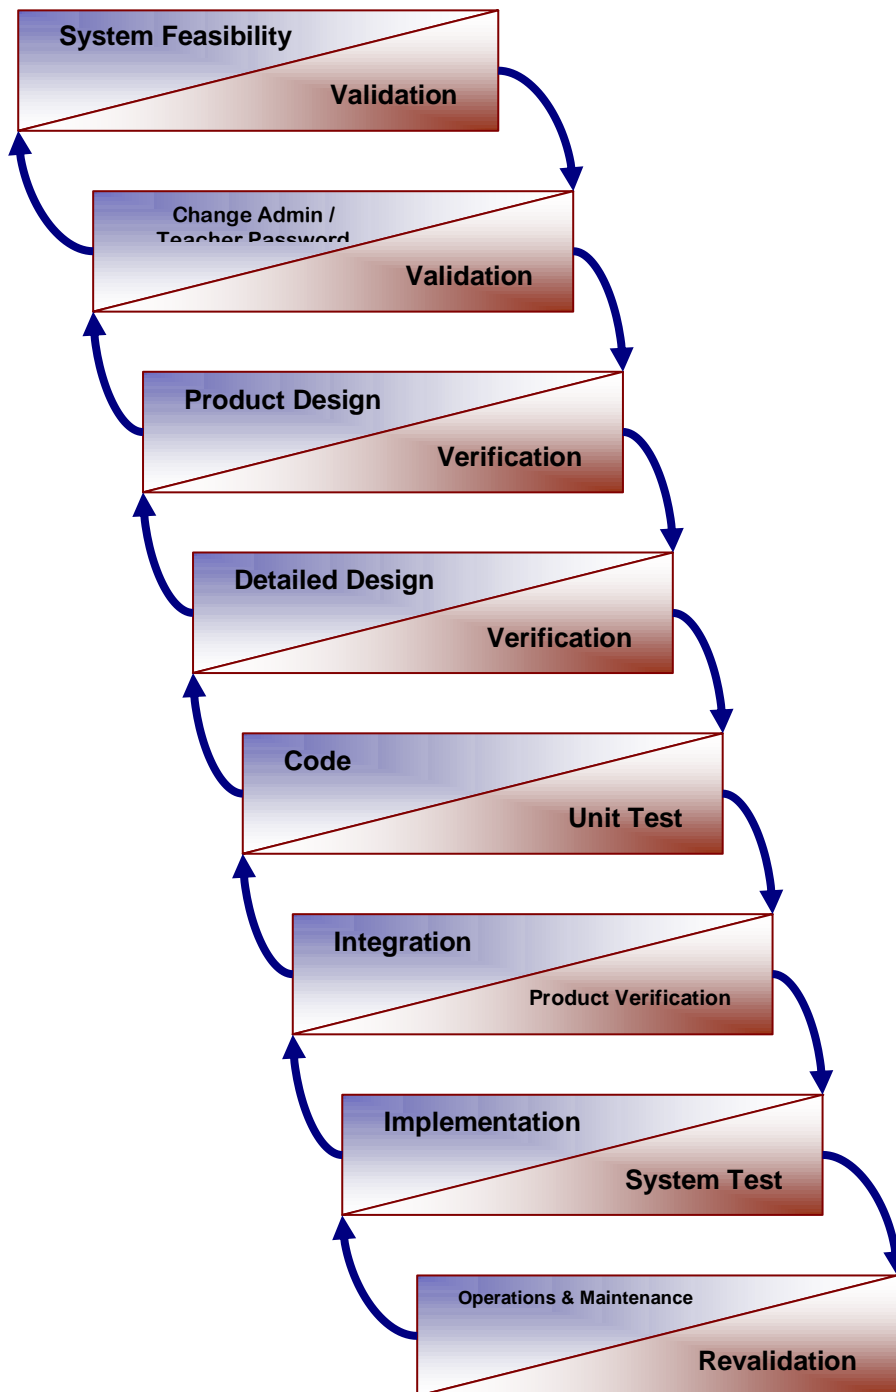 System Feasibility
Validation
Change Admin /
Teacher Password
Validation
Product Design
Verification
Detailed Design
Verification
Code
Unit Test
Integration
Product Verification
Implementation
System Test
Operations & Maintenance
Revalidation